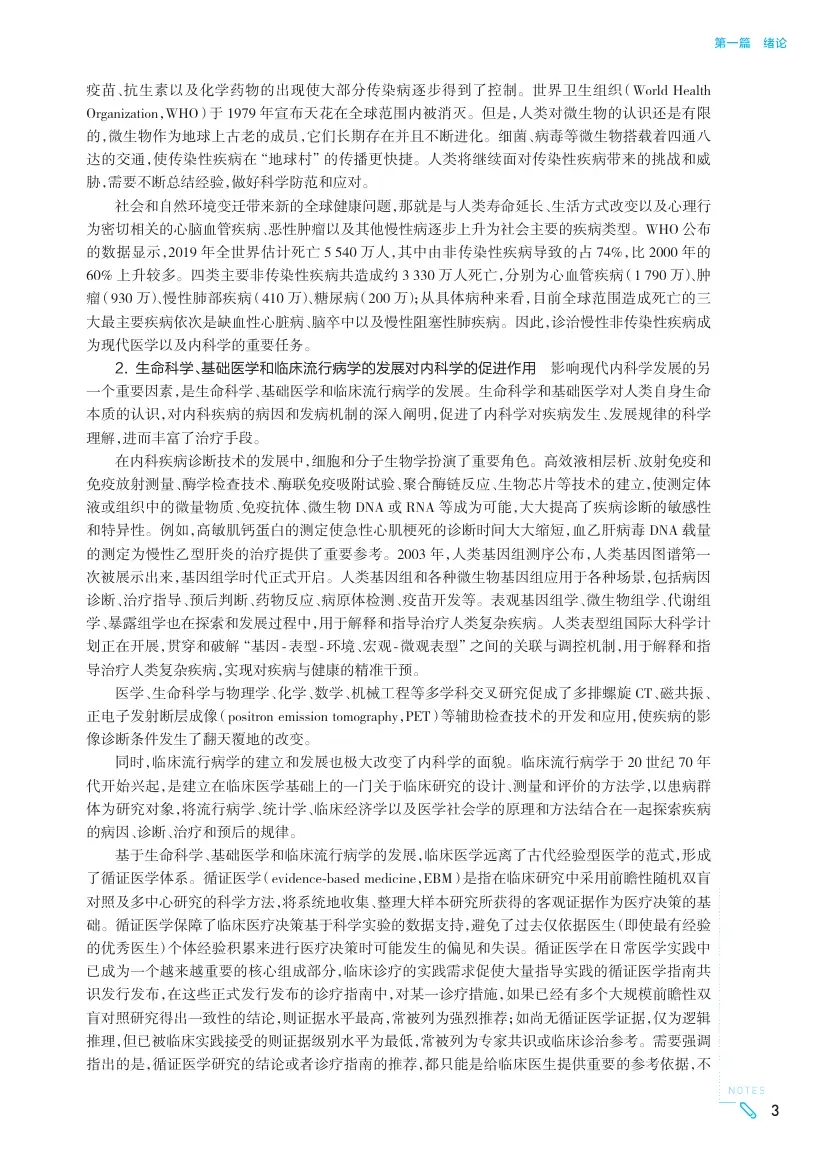 第一篇 绪论
疫苗、抗生素以及化学药物的出现使大部分传染病逐步得到了控制。世界卫生组织（World Health
Organization，WHO）于 1979 年宣布天花在全球范围内被消灭。但是，人类对微生物的认识还是有限
的，微生物作为地球上古老的成员，它们长期存在并且不断进化。细菌、病毒等微生物搭载着四通八
达的交通，使传染性疾病在“地球村”的传播更快捷。人类将继续面对传染性疾病带来的挑战和威
胁，需要不断总结经验，做好科学防范和应对。
社会和自然环境变迁带来新的全球健康问题，那就是与人类寿命延长、生活方式改变以及心理行
为密切相关的心脑血管疾病、恶性肿瘤以及其他慢性病逐步上升为社会主要的疾病类型。WHO 公布
的数据显示，2019 年全世界估计死亡 5 540 万人，其中由非传染性疾病导致的占 74%，比 2000 年的
60% 上升较多。四类主要非传染性疾病共造成约 3 330 万人死亡，分别为心血管疾病（1 790 万）、肿
瘤（930 万）、慢性肺部疾病（410 万）、糖尿病（200 万）；从具体病种来看，目前全球范围造成死亡的三
大最主要疾病依次是缺血性心脏病、脑卒中以及慢性阻塞性肺疾病。因此，诊治慢性非传染性疾病成
为现代医学以及内科学的重要任务。
2. 生命科学、基础医学和临床流行病学的发展对内科学的促进作用 影响现代内科学发展的另
一个重要因素，是生命科学、基础医学和临床流行病学的发展。生命科学和基础医学对人类自身生命
本质的认识，对内科疾病的病因和发病机制的深入阐明，促进了内科学对疾病发生、发展规律的科学
理解，进而丰富了治疗手段。
在内科疾病诊断技术的发展中，细胞和分子生物学扮演了重要角色。高效液相层析、放射免疫和
免疫放射测量、酶学检查技术、酶联免疫吸附试验、聚合酶链反应、生物芯片等技术的建立，使测定体
液或组织中的微量物质、免疫抗体、微生物 DNA 或 RNA 等成为可能，大大提高了疾病诊断的敏感性
和特异性。例如，高敏肌钙蛋白的测定使急性心肌梗死的诊断时间大大缩短，血乙肝病毒 DNA 载量
的测定为慢性乙型肝炎的治疗提供了重要参考。2003 年，人类基因组测序公布，人类基因图谱第一
次被展示出来，基因组学时代正式开启。人类基因组和各种微生物基因组应用于各种场景，包括病因
诊断、治疗指导、预后判断、药物反应、病原体检测、疫苗开发等。表观基因组学、微生物组学、代谢组
学、暴露组学也在探索和发展过程中，用于解释和指导治疗人类复杂疾病。人类表型组国际大科学计
划正在开展，贯穿和破解“基因-表型-环境、宏观-微观表型”之间的关联与调控机制，用于解释和指
导治疗人类复杂疾病，实现对疾病与健康的精准干预。
医学、生命科学与物理学、化学、数学、机械工程等多学科交叉研究促成了多排螺旋 CT、磁共振、
正电子发射断层成像（positron emission tomography，PET）等辅助检查技术的开发和应用，使疾病的影
像诊断条件发生了翻天覆地的改变。
同时，临床流行病学的建立和发展也极大改变了内科学的面貌。临床流行病学于 20 世纪 70 年
代开始兴起，是建立在临床医学基础上的一门关于临床研究的设计、测量和评价的方法学，以患病群
体为研究对象，将流行病学、统计学、临床经济学以及医学社会学的原理和方法结合在一起探索疾病
的病因、诊断、治疗和预后的规律。
基于生命科学、基础医学和临床流行病学的发展，临床医学远离了古代经验型医学的范式，形成
了循证医学体系。循证医学（evidence-based medicine，EBM）是指在临床研究中采用前瞻性随机双盲
对照及多中心研究的科学方法，将系统地收集、整理大样本研究所获得的客观证据作为医疗决策的基
础。循证医学保障了临床医疗决策基于科学实验的数据支持，避免了过去仅依据医生（即使最有经验
的优秀医生）个体经验积累来进行医疗决策时可能发生的偏见和失误。循证医学在日常医学实践中
已成为一个越来越重要的核心组成部分，临床诊疗的实践需求促使大量指导实践的循证医学指南共
识发行发布，在这些正式发行发布的诊疗指南中，对某一诊疗措施，如果已经有多个大规模前瞻性双
盲对照研究得出一致性的结论，则证据水平最高，常被列为强烈推荐；如尚无循证医学证据，仅为逻辑
推理，但已被临床实践接受的则证据级别水平为最低，常被列为专家共识或临床诊治参考。需要强调
指出的是，循证医学研究的结论或者诊疗指南的推荐，都只能是给临床医生提供重要的参考依据，不
NOTES
3